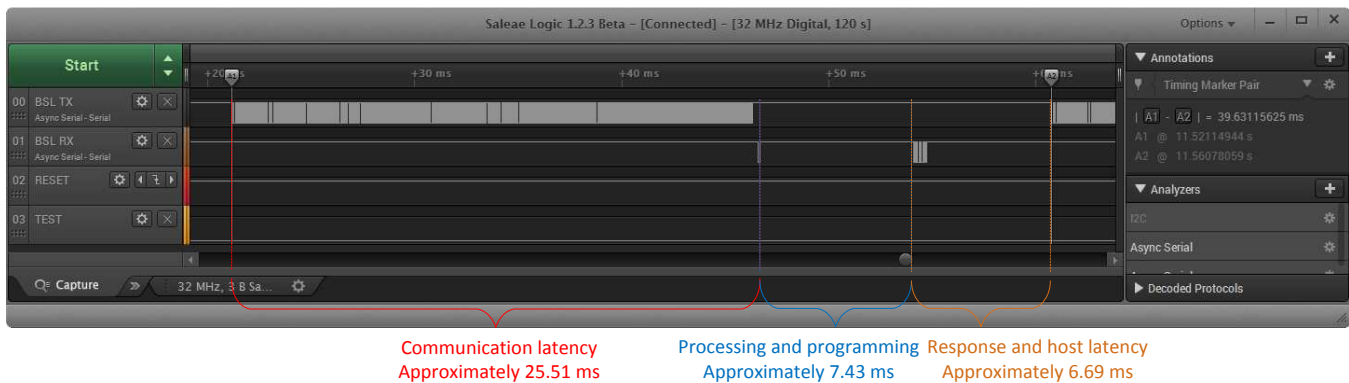 Saleae Logic 1.2.3 Beta - [Connected] - [32 MHz Digital, 120 s]
Options
Start
+30 ms
+40 ms
+50 ms
A1
A2
Annotations
Timing Marker Pair
| A1 - A2 | = 39.63115625 ms
A1 @ 11.52114944 s
A2 @ 11.56078059 s
00 BSL TX
Async Serial - Serial
01 BSL RX
Async Serial - Serial
02 RESET
03 TEST
Analyzers
I2C
Async Serial
Decoded Protocols
Capture
32 MHz, 3 B Sa...
Communication latency
Approximately 25.51 ms
Processing and programming
Approximately 7.43 ms
Response and host latency
Approximately 6.69 ms